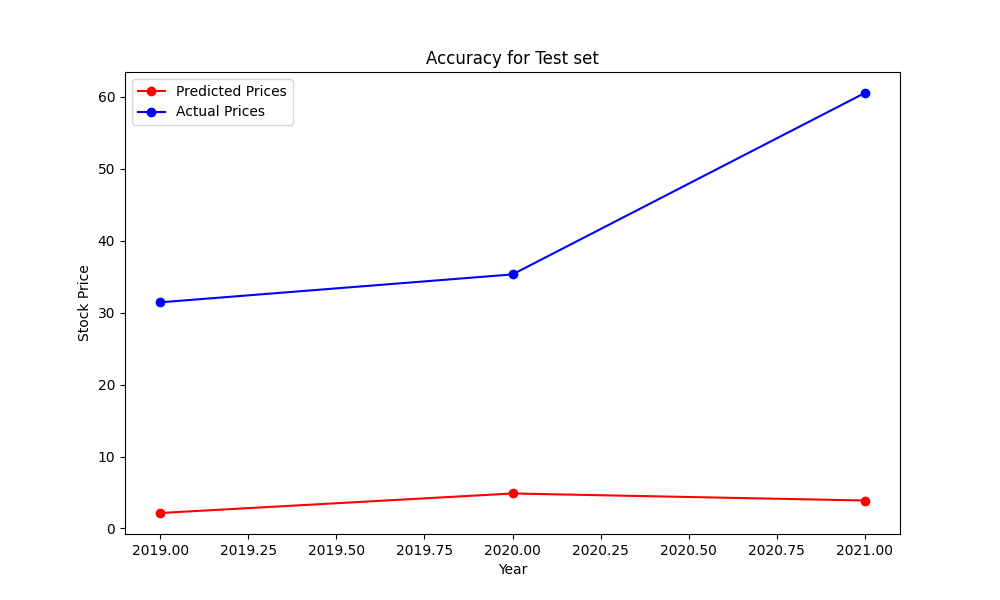 Accuracy for Test set
Predicted Prices
Actual Prices
60
50
40
30
20
10
0
Stock Price
2019.00 2019.25 2019.50 2019.75 2020.00 2020.25 2020.50 2020.75 2021.00
Year